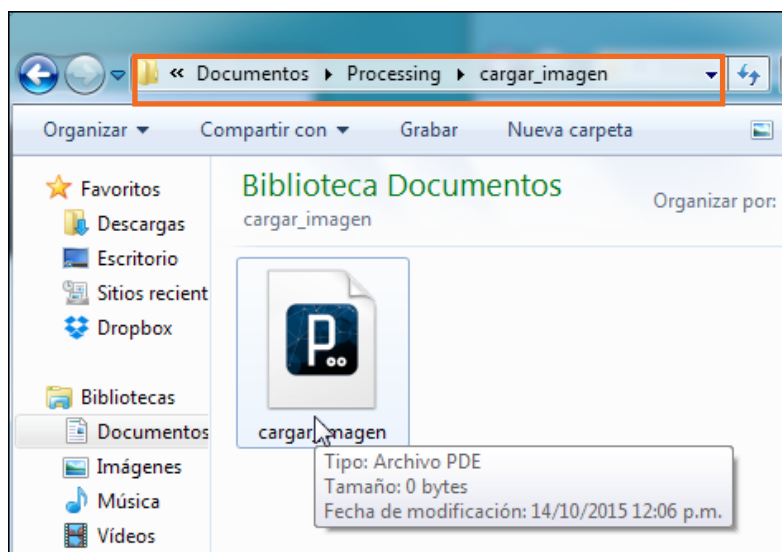 « Documentos Processing cargar_imagen
Organizar Compartir con Grabar Nueva carpeta
Favoritos
Descargas
Escritorio
Sitios recient
Dropbox
Bibliotecas
Documentos
Imágenes
Música
Vídeos
Biblioteca Documentos
cargar_imagen
Organizar por:
P
cargar_imagen
Tipo: Archivo PDE
Tamaño: 0 bytes
Fecha de modificación: 14/10/2015 12:06 p.m.